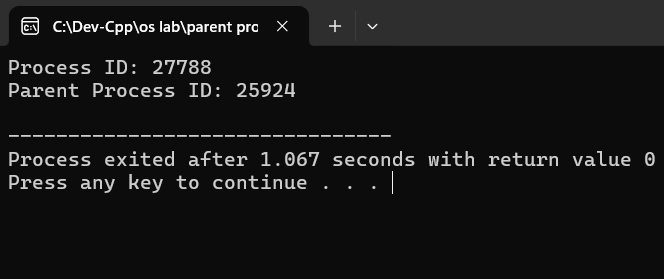 C:\Dev-Cpp\os lab\parent pro
Process ID: 27788
Parent Process ID: 25924
--------------------------------
Process exited after 1.067 seconds with return value 0
Press any key to continue . . .